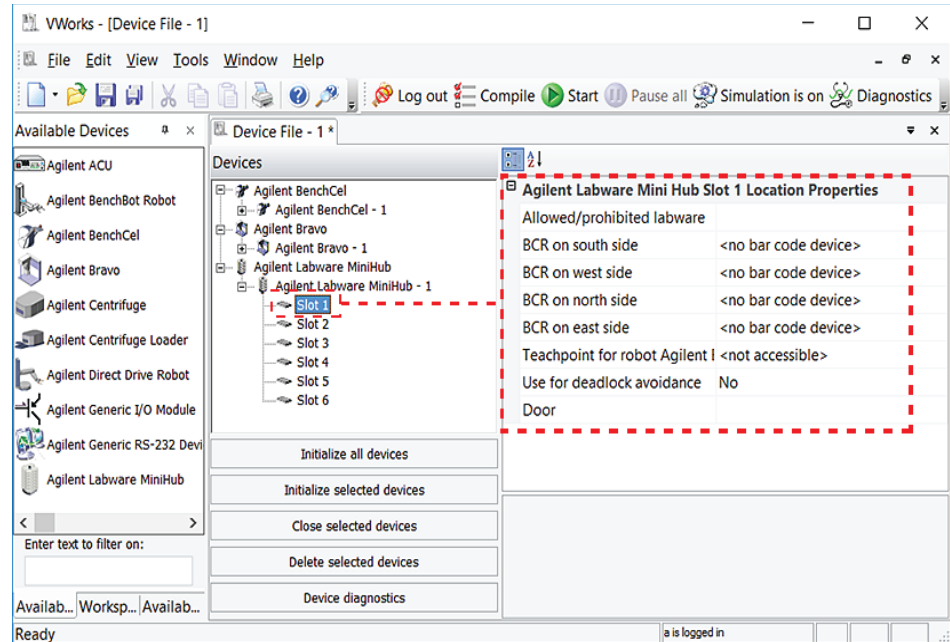 VWorks - [Device File - 1]
File Edit View Tools Window Help
Log out Compile Start Pause all Simulation is on Diagnostics
Available Devices
Agilent ACU
Agilent BenchBot Robot
Agilent BenchCel
Agilent Bravo
Agilent Centrifuge
Agilent Centrifuge Loader
Agilent Direct Drive Robot
Agilent Generic I/O Module
Agilent Generic RS-232 Devi
Agilent Labware MiniHub
Enter text to filter on:
Availab... Worksp... Availab...
Device File - 1 *
Devices
Agilent BenchCel
Agilent BenchCel - 1
Agilent Bravo
Agilent Bravo - 1
Agilent Labware MiniHub
Agilent Labware MiniHub - 1
Slot 1
Slot 2
Slot 3
Slot 4
Slot 5
Slot 6
Initialize all devices
Initialize selected devices
Close selected devices
Delete selected devices
Device diagnostics
Agilent Labware Mini Hub Slot 1 Location Properties
Allowed/prohibited labware
BCR on south side <no bar code device>
BCR on west side <no bar code device>
BCR on north side <no bar code device>
BCR on east side <no bar code device>
Teachpoint for robot Agilent <not accessible>
Use for deadlock avoidance No
Door
Ready
a is logged in